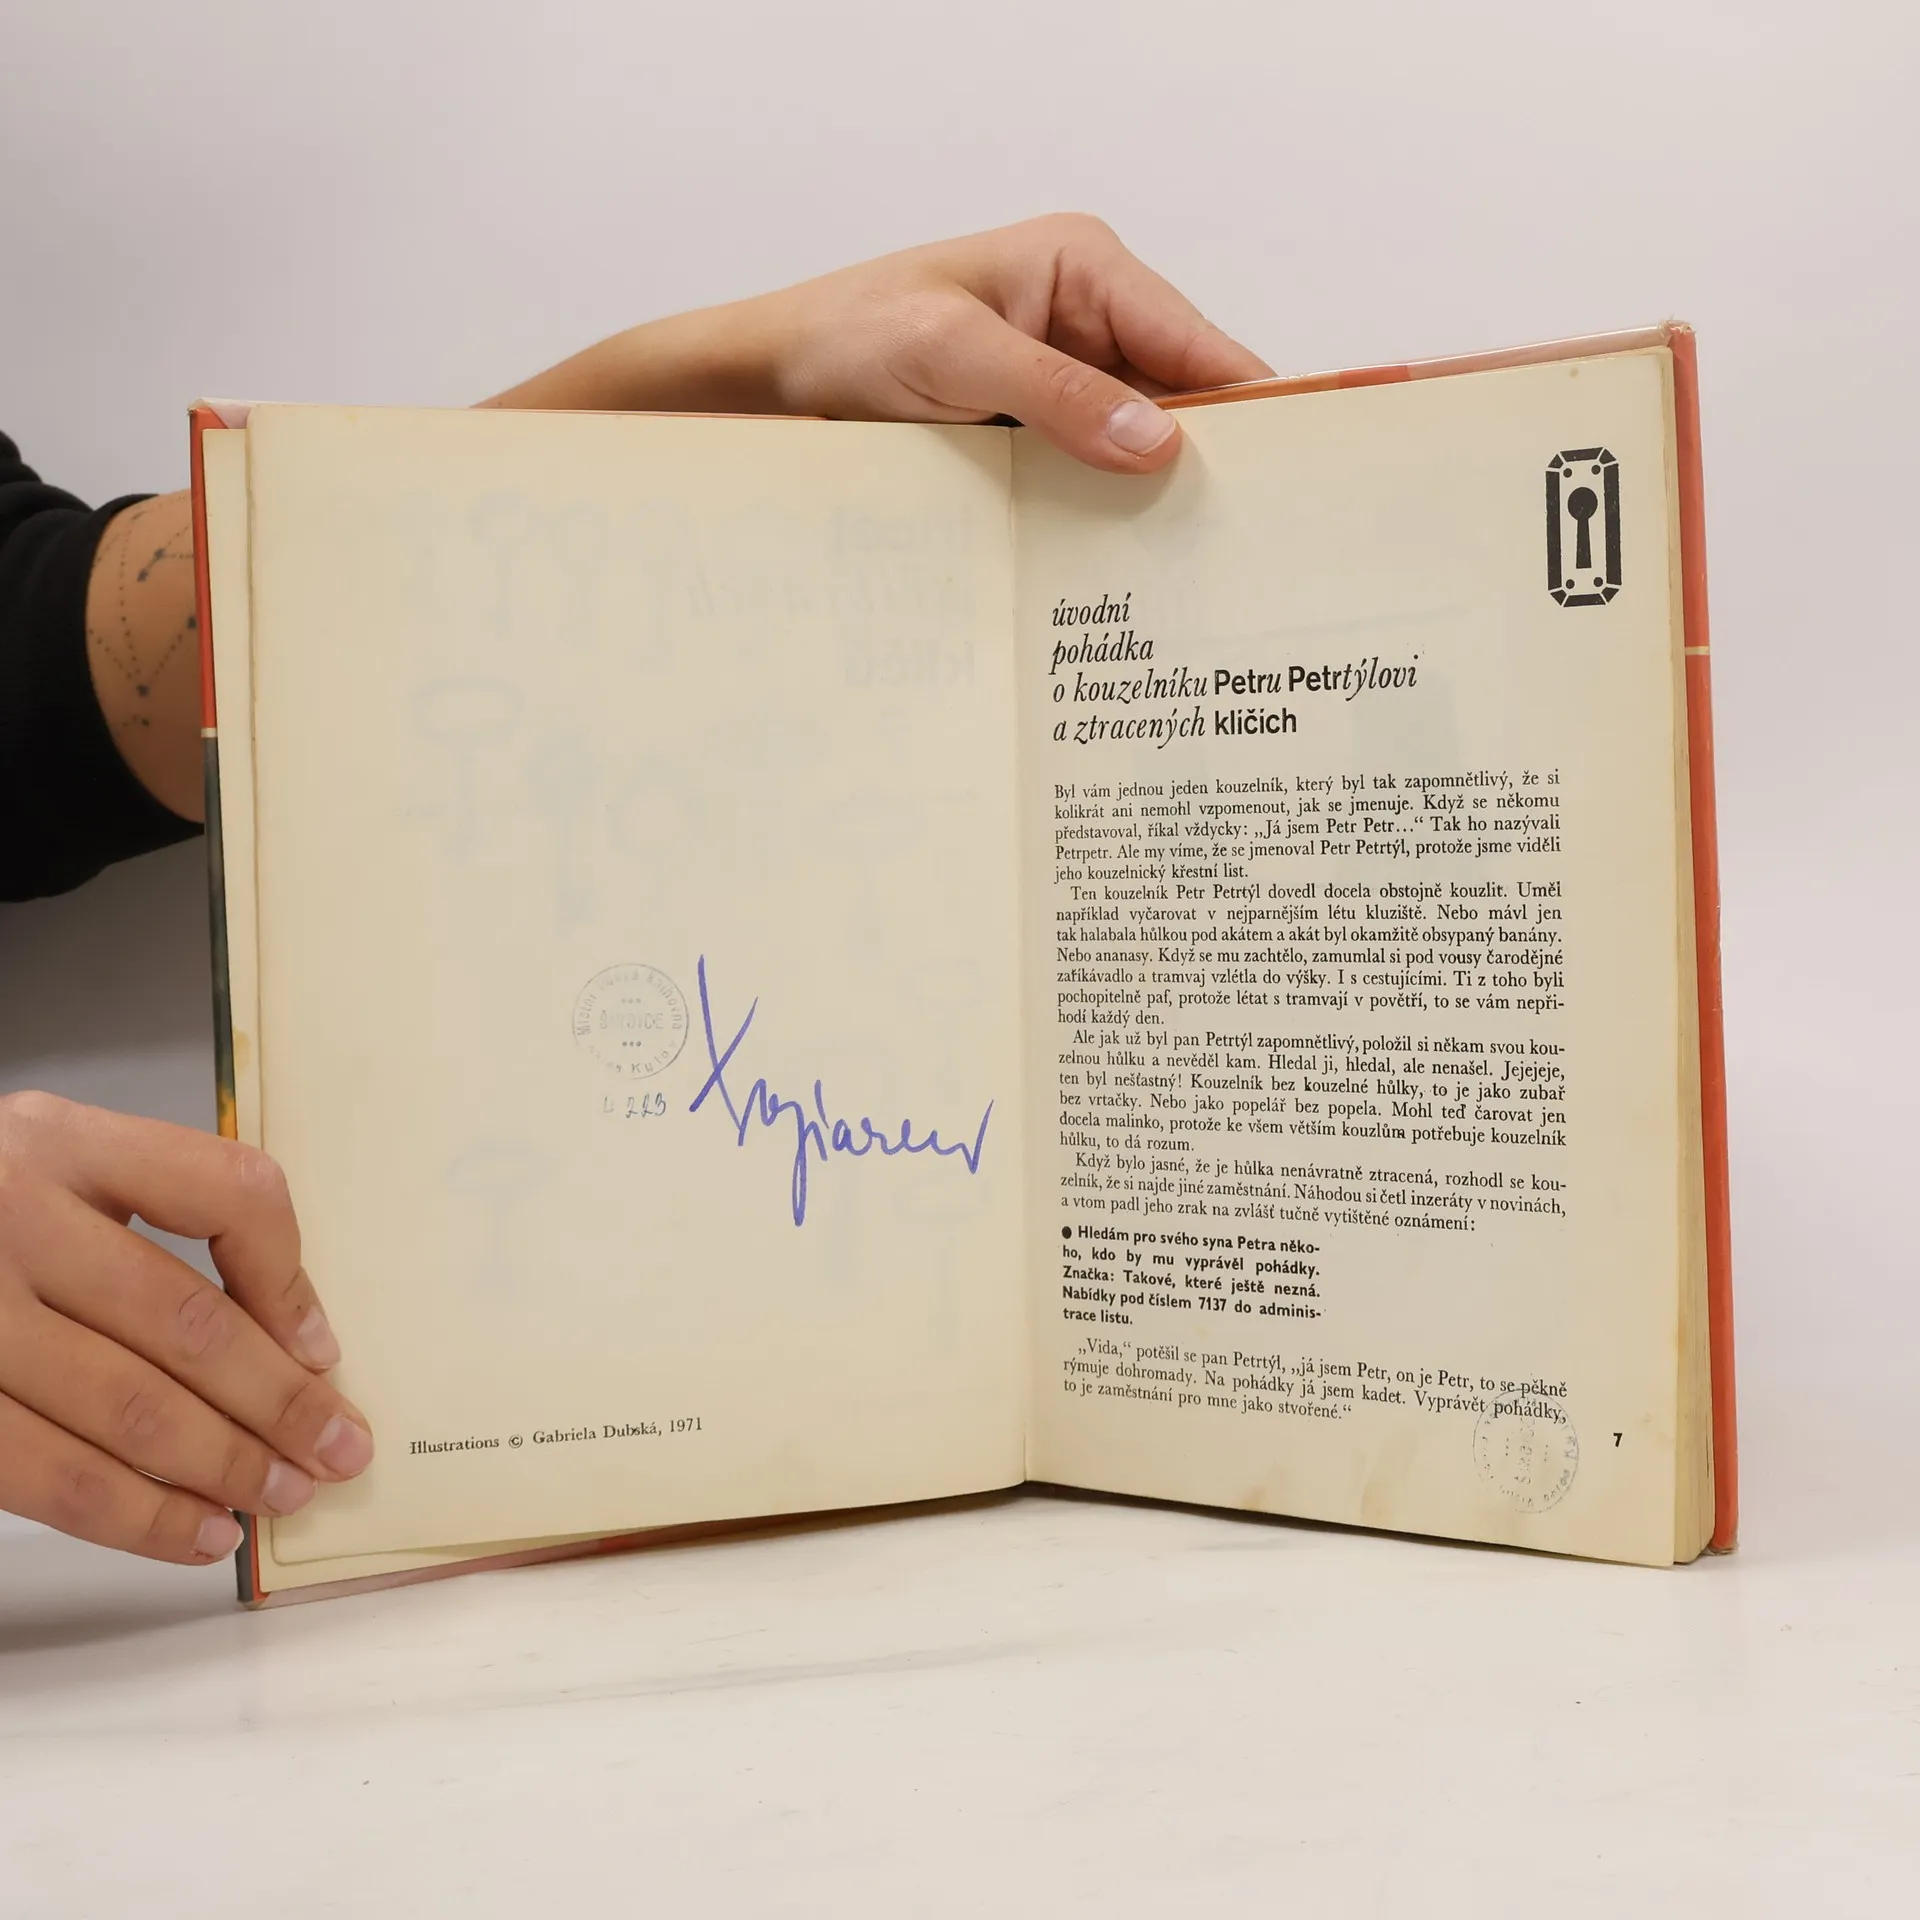 Illustrations © Gabriela Dubská, 1971
223
úvodní
pohádka
o kouzelníku Petru Petrtýlovi
a ztracených klíčích
Byl vám jednou jeden kouzelník, který byl tak zapomnětlivý, že si
kolikrát ani nemohl vzpomenout, jak se jmenuje. Když se někomu
představoval, říkal vždycky: „Já jsem Petr Petr...“ Tak ho nazývali
Petrpetr. Ale my víme, že se jmenoval Petr Petrtýl, protože jsme viděli
jeho kouzelnický křestní list.
Ten kouzelník Petr Petrtýl dovedl docela obstojně kouzlit. Uměl
například vyčarovat v nejparnějším létu kluziště. Nebo mávl jen
tak halabala hůlkou pod akátem a akát byl okamžitě obsypaný banány.
Nebo ananasy. Když se mu zachtělo, zamumlal si pod vousy čarodějné
zaříkávadlo a tramvaj vzlétla do výšky. I s cestujícími. Ti z toho byli
pochopitelně paf, protože létat s tramvají v povětří, to se vám nepři-
hodí každý den.
Ale jak už byl pan Petrtýl zapomnětlivý, položil si někam svou kou-
zelnou hůlku a nevěděl kam. Hledal ji, hledal, ale nenašel. Jejejeje,
ten byl nešťastný! Kouzelník bez kouzelné hůlky, to je jako zubař
bez vrtačky. Nebo jako popelář bez popela. Mohl teď čarovat jen
docela malinko, protože ke všem větším kouzlům potřebuje kouzelník
hůlku, to dá rozum.
Když bylo jasné, že je hůlka nenávratně ztracená, rozhodl se kou-
zelník, že si najde jiné zaměstnání. Náhodou si četl inzeráty v novinách,
a vtom padl jeho zrak na zvlášť tučně vytištěné oznámení:
● Hledám pro svého syna Petra něko-
ho, kdo by mu vyprávěl pohádky.
Značka: Takové, které ještě nezná.
Nabídky pod číslem 7137 do adminis-
trace listu.
„Vida,“ potěšil se pan Petrtýl, „já jsem Petr, on je Petr, to se pěkně
rýmuje dohromady. Na pohádky já jsem kadet. Vyprávět pohádky,
to je zaměstnání pro mne jako stvořené.“
7